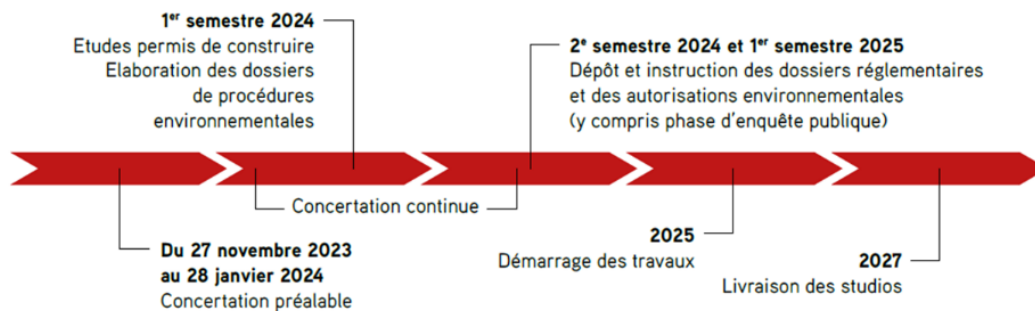 1er semestre 2024
Etudes permis de construire
Elaboration des dossiers
de procédures
environnementales
2e semestre 2024 et 1er semestre 2025
Dépôt et instruction des dossiers réglementaires
et des autorisations environnementales
(y compris phase d'enquête publique)
Concertation continue
Du 27 novembre 2023
au 28 janvier 2024
Concertation préalable
2025
Démarrage des travaux
2027
Livraison des studios